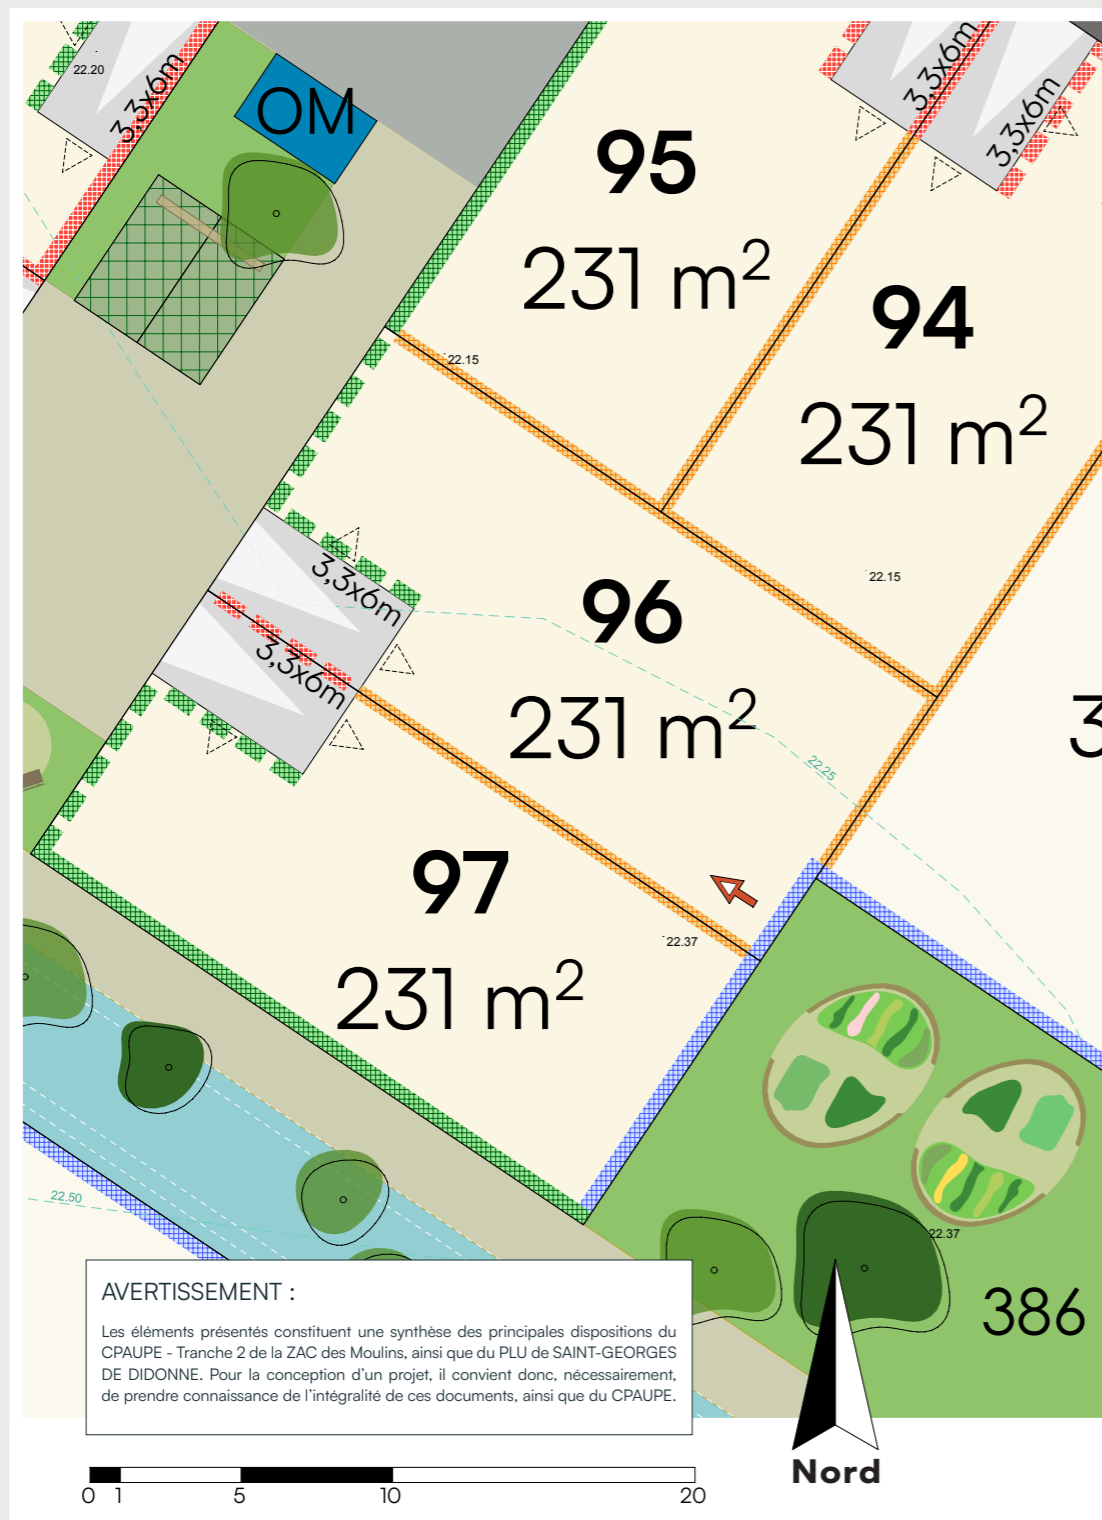 22.20
3,3x6m
OM
95
231 m²
3,3x6m
3,3x6m
94
231 m²
22.15
22.15
3,3x6m
3,3x6m
96
231 m²
22.25
3
97
231 m²
22.37
22.50
22.37
386
AVERTISSEMENT :
Les éléments présentés constituent une synthèse des principales dispositions du
CPAUPE - Tranche 2 de la ZAC des Moulins, ainsi que du PLU de SAINT-GEORGES
DE DIDONNE. Pour la conception d'un projet, il convient donc, nécessairement,
de prendre connaissance de l'intégralité de ces documents, ainsi que du CPAUPE.
0 1 5 10 20
Nord